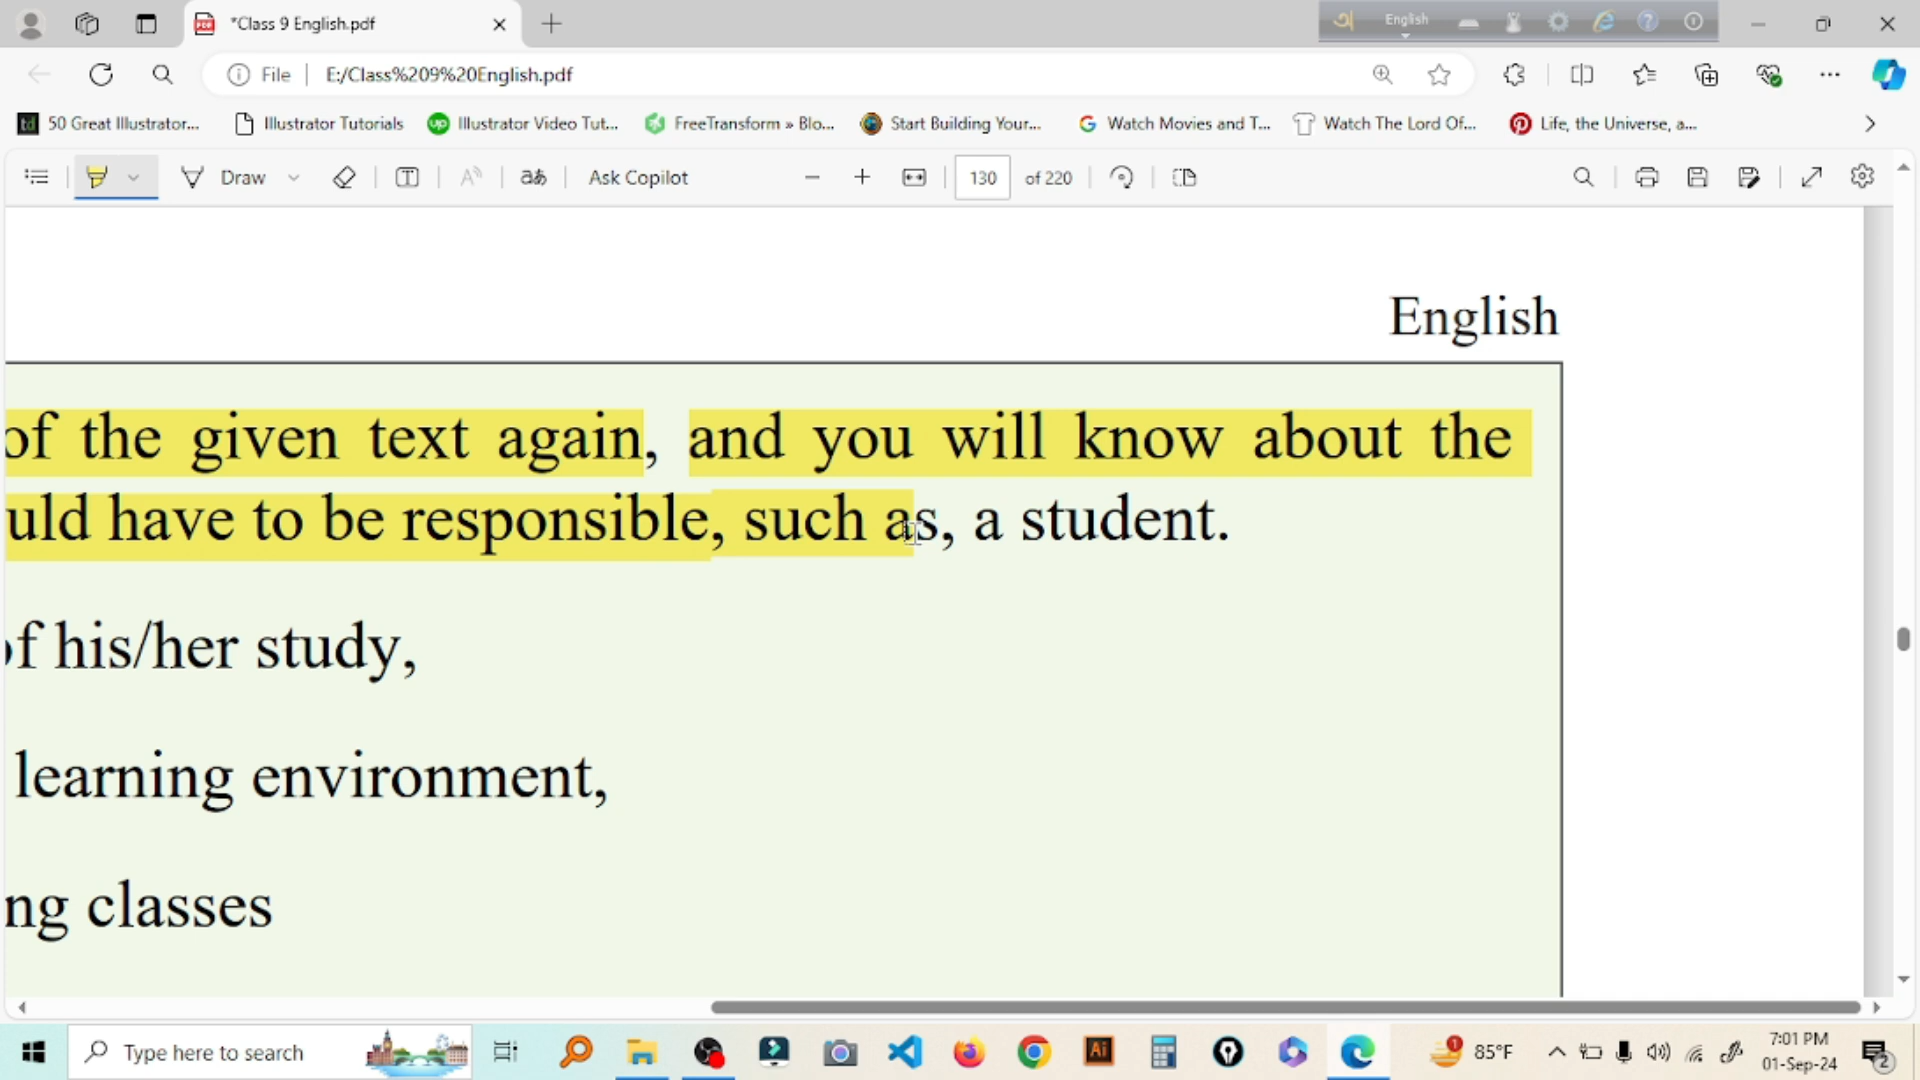 *Class 9 English.pdf
English
File
E:/Class%209%20English.pdf
50 Great Illustrator...
Illustrator Tutorials
Illustrator Video Tut...
FreeTransform » Blo...
Start Building Your...
Watch Movies and T...
Watch The Lord Of...
Life, the Universe, a...
Draw
Ask Copilot
130 of 220
English
of the given text again, and you will know about the
uld have to be responsible, such as, a student.
of his/her study,
learning environment,
ng classes
Type here to search
85°F
7:01 PM
01-Sep-24